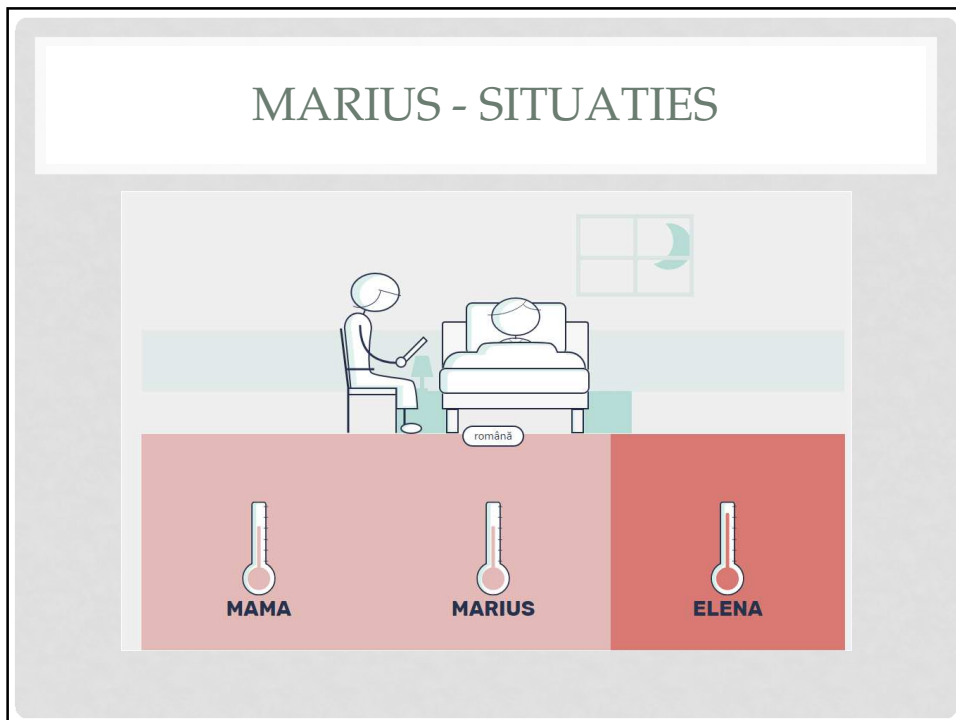 MARIUS - SITUATIES
română
MAMA
MARIUS
ELENA